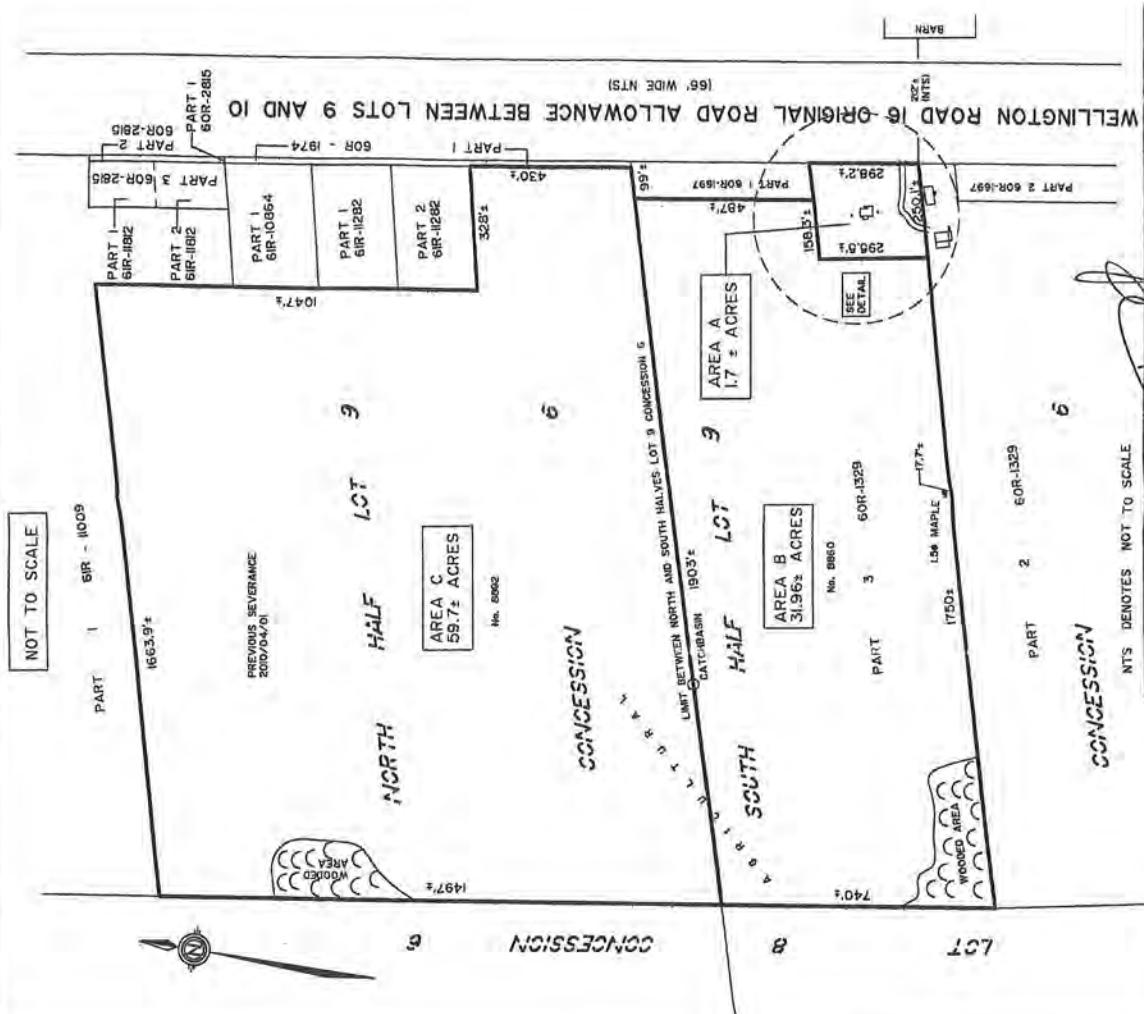 BARN
WELLINGTON ROAD 16 ORIGINAL ROAD ALLOWANCE BETWEEN LOTS 9 AND 10
(66' WIDE NTS)
202'±
(NTS)
PART 1
60R-2815
PART 2
60R-2815
PART 3
60R-2815
60R - 1974
PART 1
PART 1
61R-11812
PART 2
61R-11812
PART 1
61R-10864
PART 1
61R-11282
PART 2
61R-11282
430'±
328'±
1047'±
99'±
PART 1 60R-1697
487'±
298.2'±
158.3'±
250.1'±
296.5'±
PART 2 60R-1697
SEE
DETAIL
AREA A
1.7 ± ACRES
NOT TO SCALE
PART 1 61R - 11009
1663.9'±
PREVIOUS SEVERANCE
2010/04/01
NORTH HALF LOT 9
AREA C
59.7± ACRES
No. 8892
CONCESSION 6
LIMIT BETWEEN NORTH AND SOUTH HALVES LOT 9 CONCESSION 6
1903'±
CATCHBASIN
AGRICULTURAL
SOUTH HALF LOT 9
AREA B
31.96± ACRES
No. 8860
PART 3 60R-1329
1.5ø MAPLE
17.7'±
1750±
PART 2 60R-1329
CONCESSION 6
NTS DENOTES NOT TO SCALE
WOODED
AREA
1497'±
WOODED AREA
740'±
N
LOT 8 CONCESSION 6